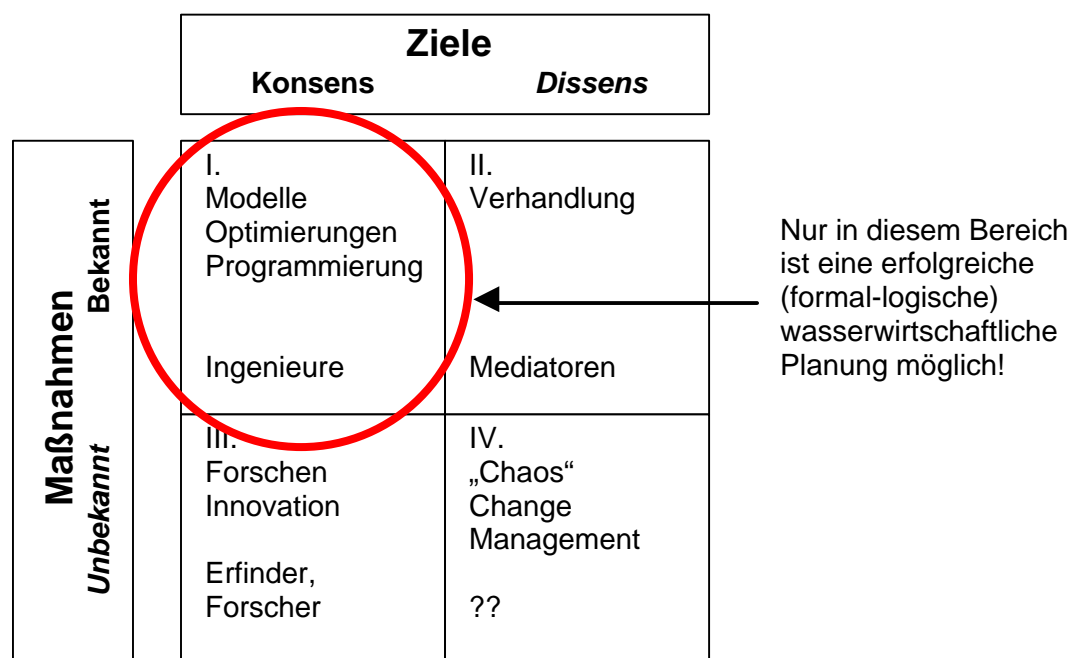 Ziele
Konsens Dissens
Maßnahmen
Bekannt
Unbekannt
I.
Modelle
Optimierungen
Programmierung
Ingenieure
II.
Verhandlung
Mediatoren
III.
Forschen
Innovation
Erfinder,
Forscher
IV.
„Chaos“
Change
Management
??
Nur in diesem Bereich
ist eine erfolgreiche
(formal-logische)
wasserwirtschaftliche
Planung möglich!